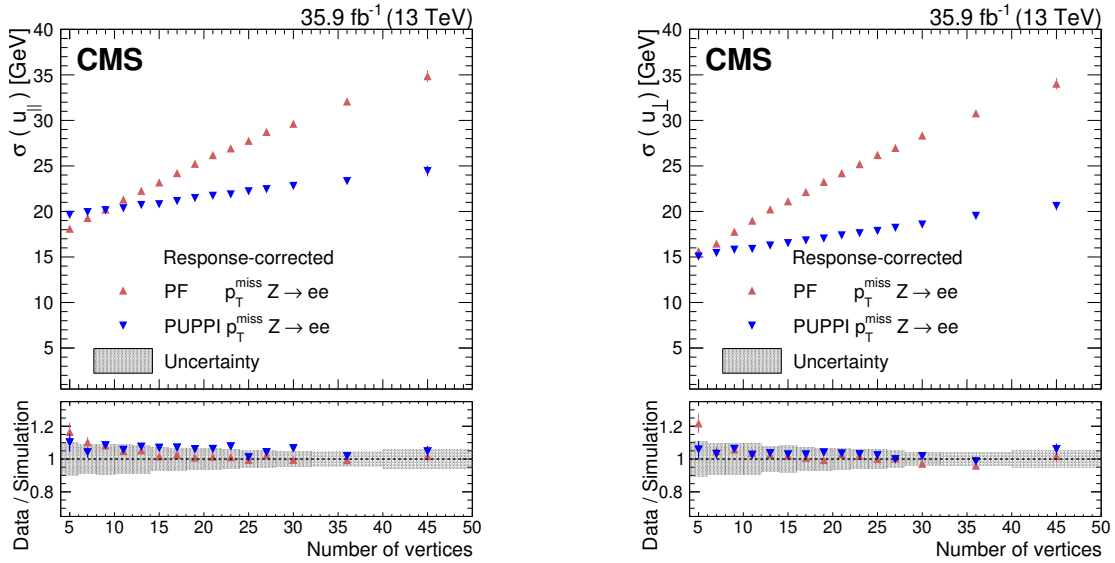 35.9 fb⁻¹ (13 TeV)
CMS
σ ( u∥ ) [GeV]
40
35
30
25
20
15
10
5
Response-corrected
PF pTmiss Z → ee
PUPPI pTmiss Z → ee
Uncertainty
Data / Simulation
1.2
1
0.8
5 10 15 20 25 30 35 40 45 50
Number of vertices
35.9 fb⁻¹ (13 TeV)
CMS
σ ( u⊥ ) [GeV]
40
35
30
25
20
15
10
5
Response-corrected
PF pTmiss Z → ee
PUPPI pTmiss Z → ee
Uncertainty
Data / Simulation
1.2
1
0.8
5 10 15 20 25 30 35 40 45 50
Number of vertices